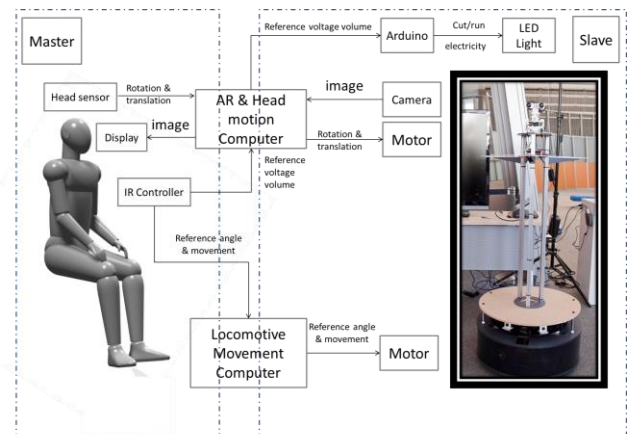 Master
Slave
Reference voltage volume
Arduino
Cut/run
electricity
LED
Light
Head sensor
Rotation &
translation
AR & Head
motion
Computer
image
Camera
Display
image
Rotation &
translation
Motor
IR Controller
Reference
voltage
volume
Reference angle
& movement
Locomotive
Movement
Computer
Reference angle
& movement
Motor